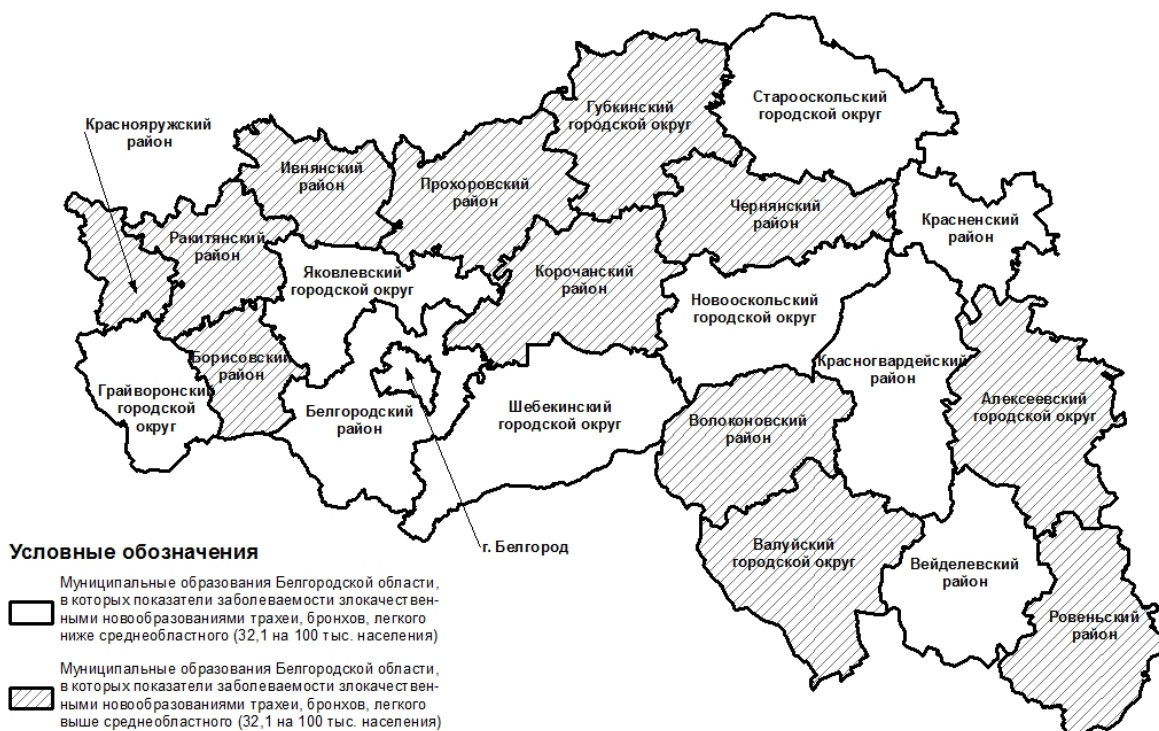 Губкинский
городской округ
Старооскольский
городской округ
Краснояружский
район
Ивнянский
район
Прохоровский
район
Чернянский
район
Красненский
район
Ракитянский
район
Яковлевский
городской округ
Корочанский
район
Новооскольский
городской округ
Борисовский
район
Красногвардейский
район
Грайворонский
городской
округ
Белгородский
район
Шебекинский
городской округ
Волоконовский
район
Алексеевский
городской округ
г. Белгород
Валуйский
городской округ
Вейделевский
район
Ровеньский
район
Условные обозначения
Муниципальные образования Белгородской области,
в которых показатели заболеваемости злокачествен-
ными новообразованиями трахеи, бронхов, легкого
ниже среднеобластного (32,1 на 100 тыс. населения)
Муниципальные образования Белгородской области,
в которых показатели заболеваемости злокачествен-
ными новообразованиями трахеи, бронхов, легкого
выше среднеобластного (32,1 на 100 тыс. населения)